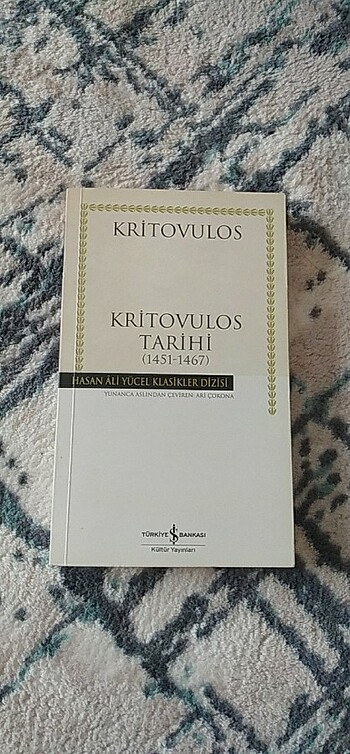 KRİTOVULOS
KRİTOVULOS
TARİHİ
(1451-1467)
HASAN ÂLİ YÜCEL KLASİKLER DİZİSİ
YUNANCA ASLINDAN ÇEVİREN: ARİ ÇOKONA
TÜRKİYE İŞ BANKASI
Kültür Yayınları